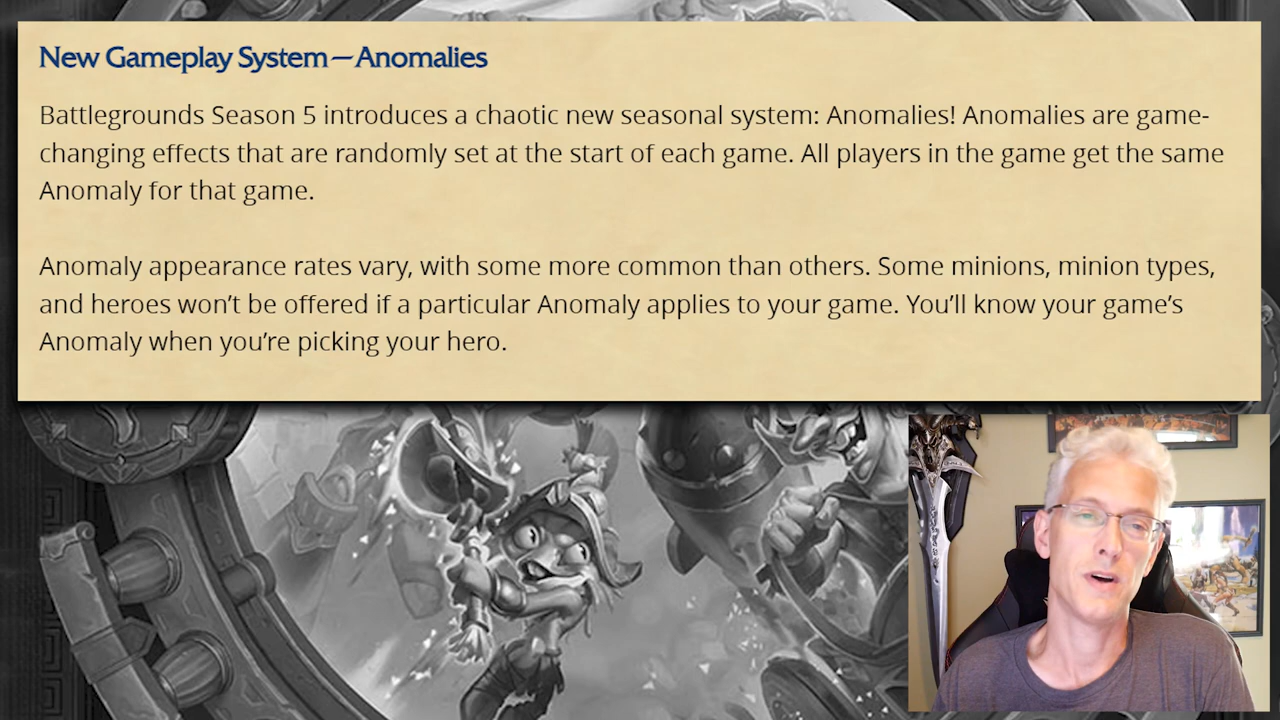 New Gameplay System—Anomalies
Battlegrounds Season 5 introduces a chaotic new seasonal system: Anomalies! Anomalies are game-
changing effects that are randomly set at the start of each game. All players in the game get the same
Anomaly for that game.
Anomaly appearance rates vary, with some more common than others. Some minions, minion types,
and heroes won’t be offered if a particular Anomaly applies to your game. You’ll know your game’s
Anomaly when you’re picking your hero.